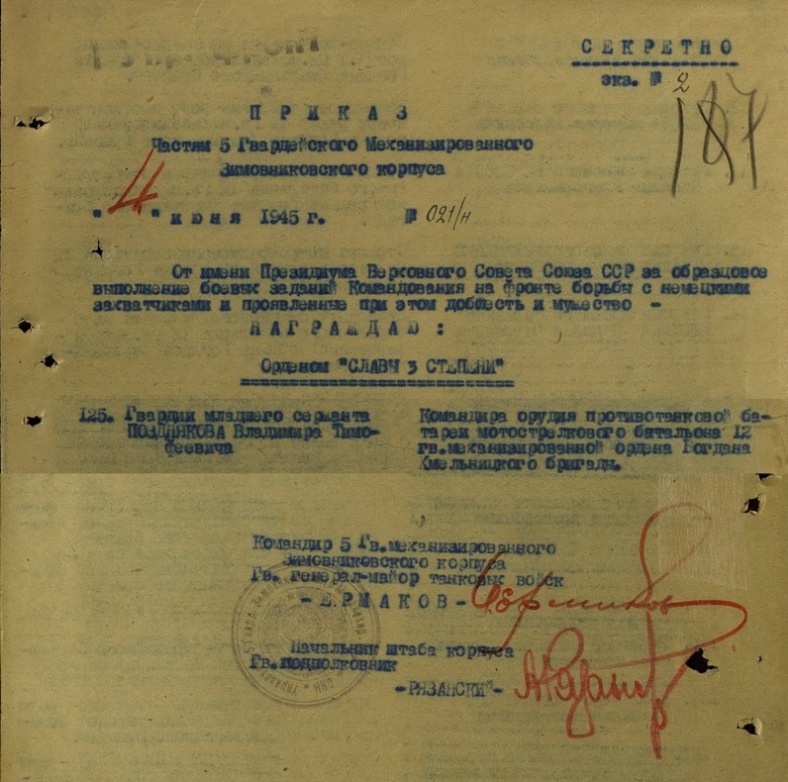 СЕКРЕТНО
экз. № 2
187
ПРИКАЗ
Частям 5 Гвардейского Механизированного
Зимовниковского корпуса
"4" июня 1945 г. № 021/н
От имени Президиума Верховного Совета Союза ССР за образцовое
выполнение боевых заданий Командования на фронте борьбы с немецкими
захватчиками и проявленные при этом доблесть и мужество -
НАГРАЖДАЮ:
Орденом "СЛАВЫ 3 СТЕПЕНИ"
125. Гвардии младшего сержанта
ПОЗДНЯКОВА Владимира Тимо-
феевича
Командира орудия противотанковой ба-
тареи мотострелкового батальона 12
гв.механизированной ордена Богдана
Хмельницкого бригады.
Командир 5 Гв.механизированного
Зимовниковского корпуса
Гв. генерал-майор танковых войск
-ЕРМАКОВ-
Начальник штаба корпуса
Гв.подполковник
-РЯЗАНСКИЙ-